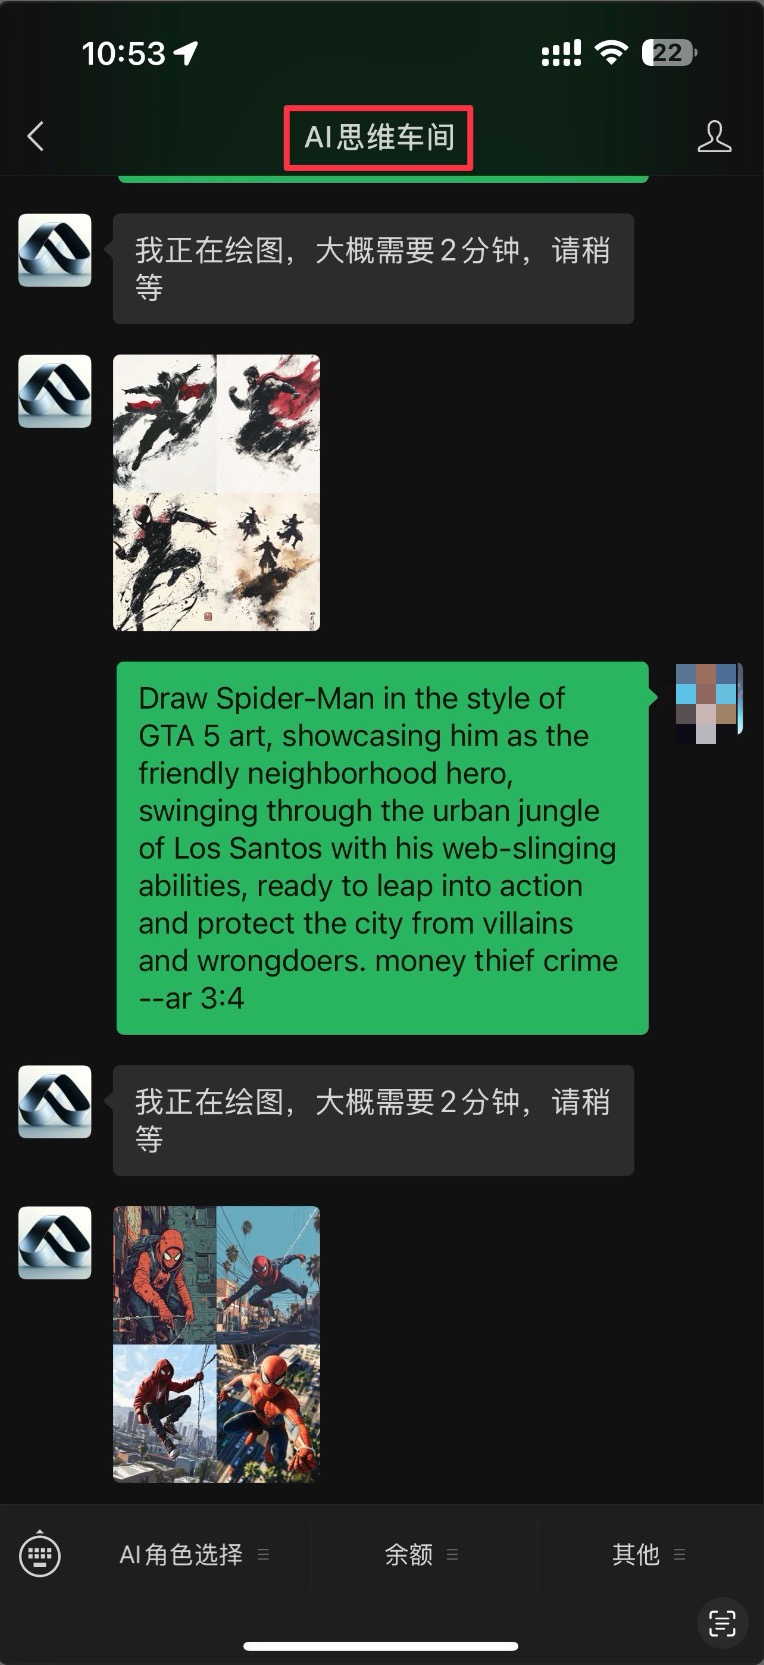 10:53
22
AI思维车间
我正在绘图，大概需要2分钟，请稍
等
Draw Spider-Man in the style of
GTA 5 art, showcasing him as the
friendly neighborhood hero,
swinging through the urban jungle
of Los Santos with his web-slinging
abilities, ready to leap into action
and protect the city from villains
and wrongdoers. money thief crime
--ar 3:4
我正在绘图，大概需要2分钟，请稍
等
AI角色选择
余额
其他